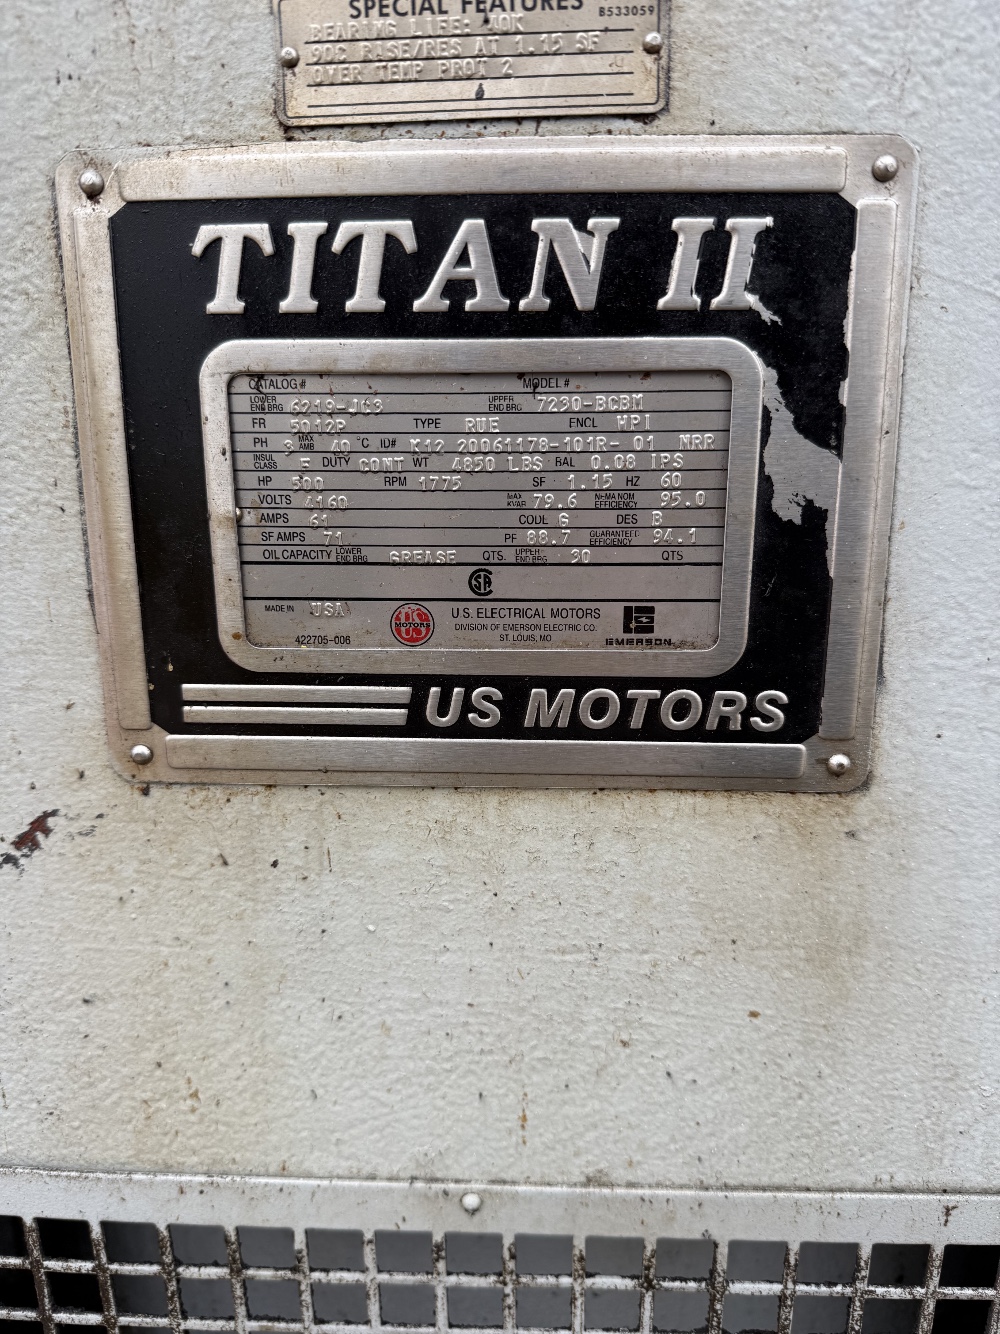 SPECIAL FEATURES
B533059
BEARING LIFE: 40K
90C RISE/RES AT 1.15 SF
OVER TEMP PROT 2
TITAN II
CATALOG# MODEL#
LOWER END BRG 6219-JC3 UPPER END BRG 7230-BCBM
FR 5012P TYPE RUE ENCL WPI
PH 3 MAX AMB 40 °C ID# K12 20061178-101R- 01 NRR
INSUL CLASS F DUTY CONT WT 4850 LBS BAL 0.08 IPS
HP 500 RPM 1775 SF 1.15 HZ 60
VOLTS 4160 MAX KVAR 79.6 NEMA NOM EFFICIENCY 95.0
AMPS 61 CODE G DES B
SF AMPS 71 PF 88.7 GUARANTEED EFFICIENCY 94.1
OIL CAPACITY LOWER END BRG GREASE QTS. UPPER END BRG 30 QTS
SA
MADE IN USA
US MOTORS
U.S. ELECTRICAL MOTORS
DIVISION OF EMERSON ELECTRIC CO.
ST. LOUIS, MO
EMERSON
422705-006
US MOTORS